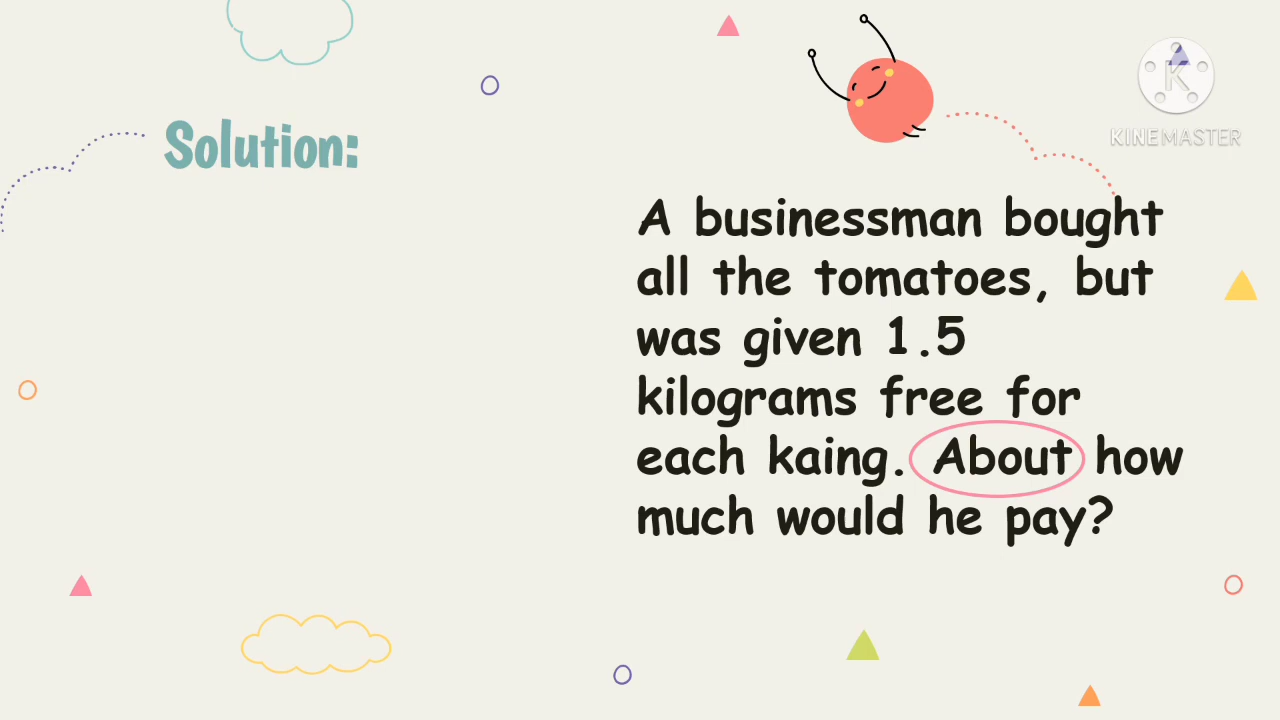 K
KINEMASTER
Solution:
A businessman bought
all the tomatoes, but
was given 1.5
kilograms free for
each kaing. About how
much would he pay?